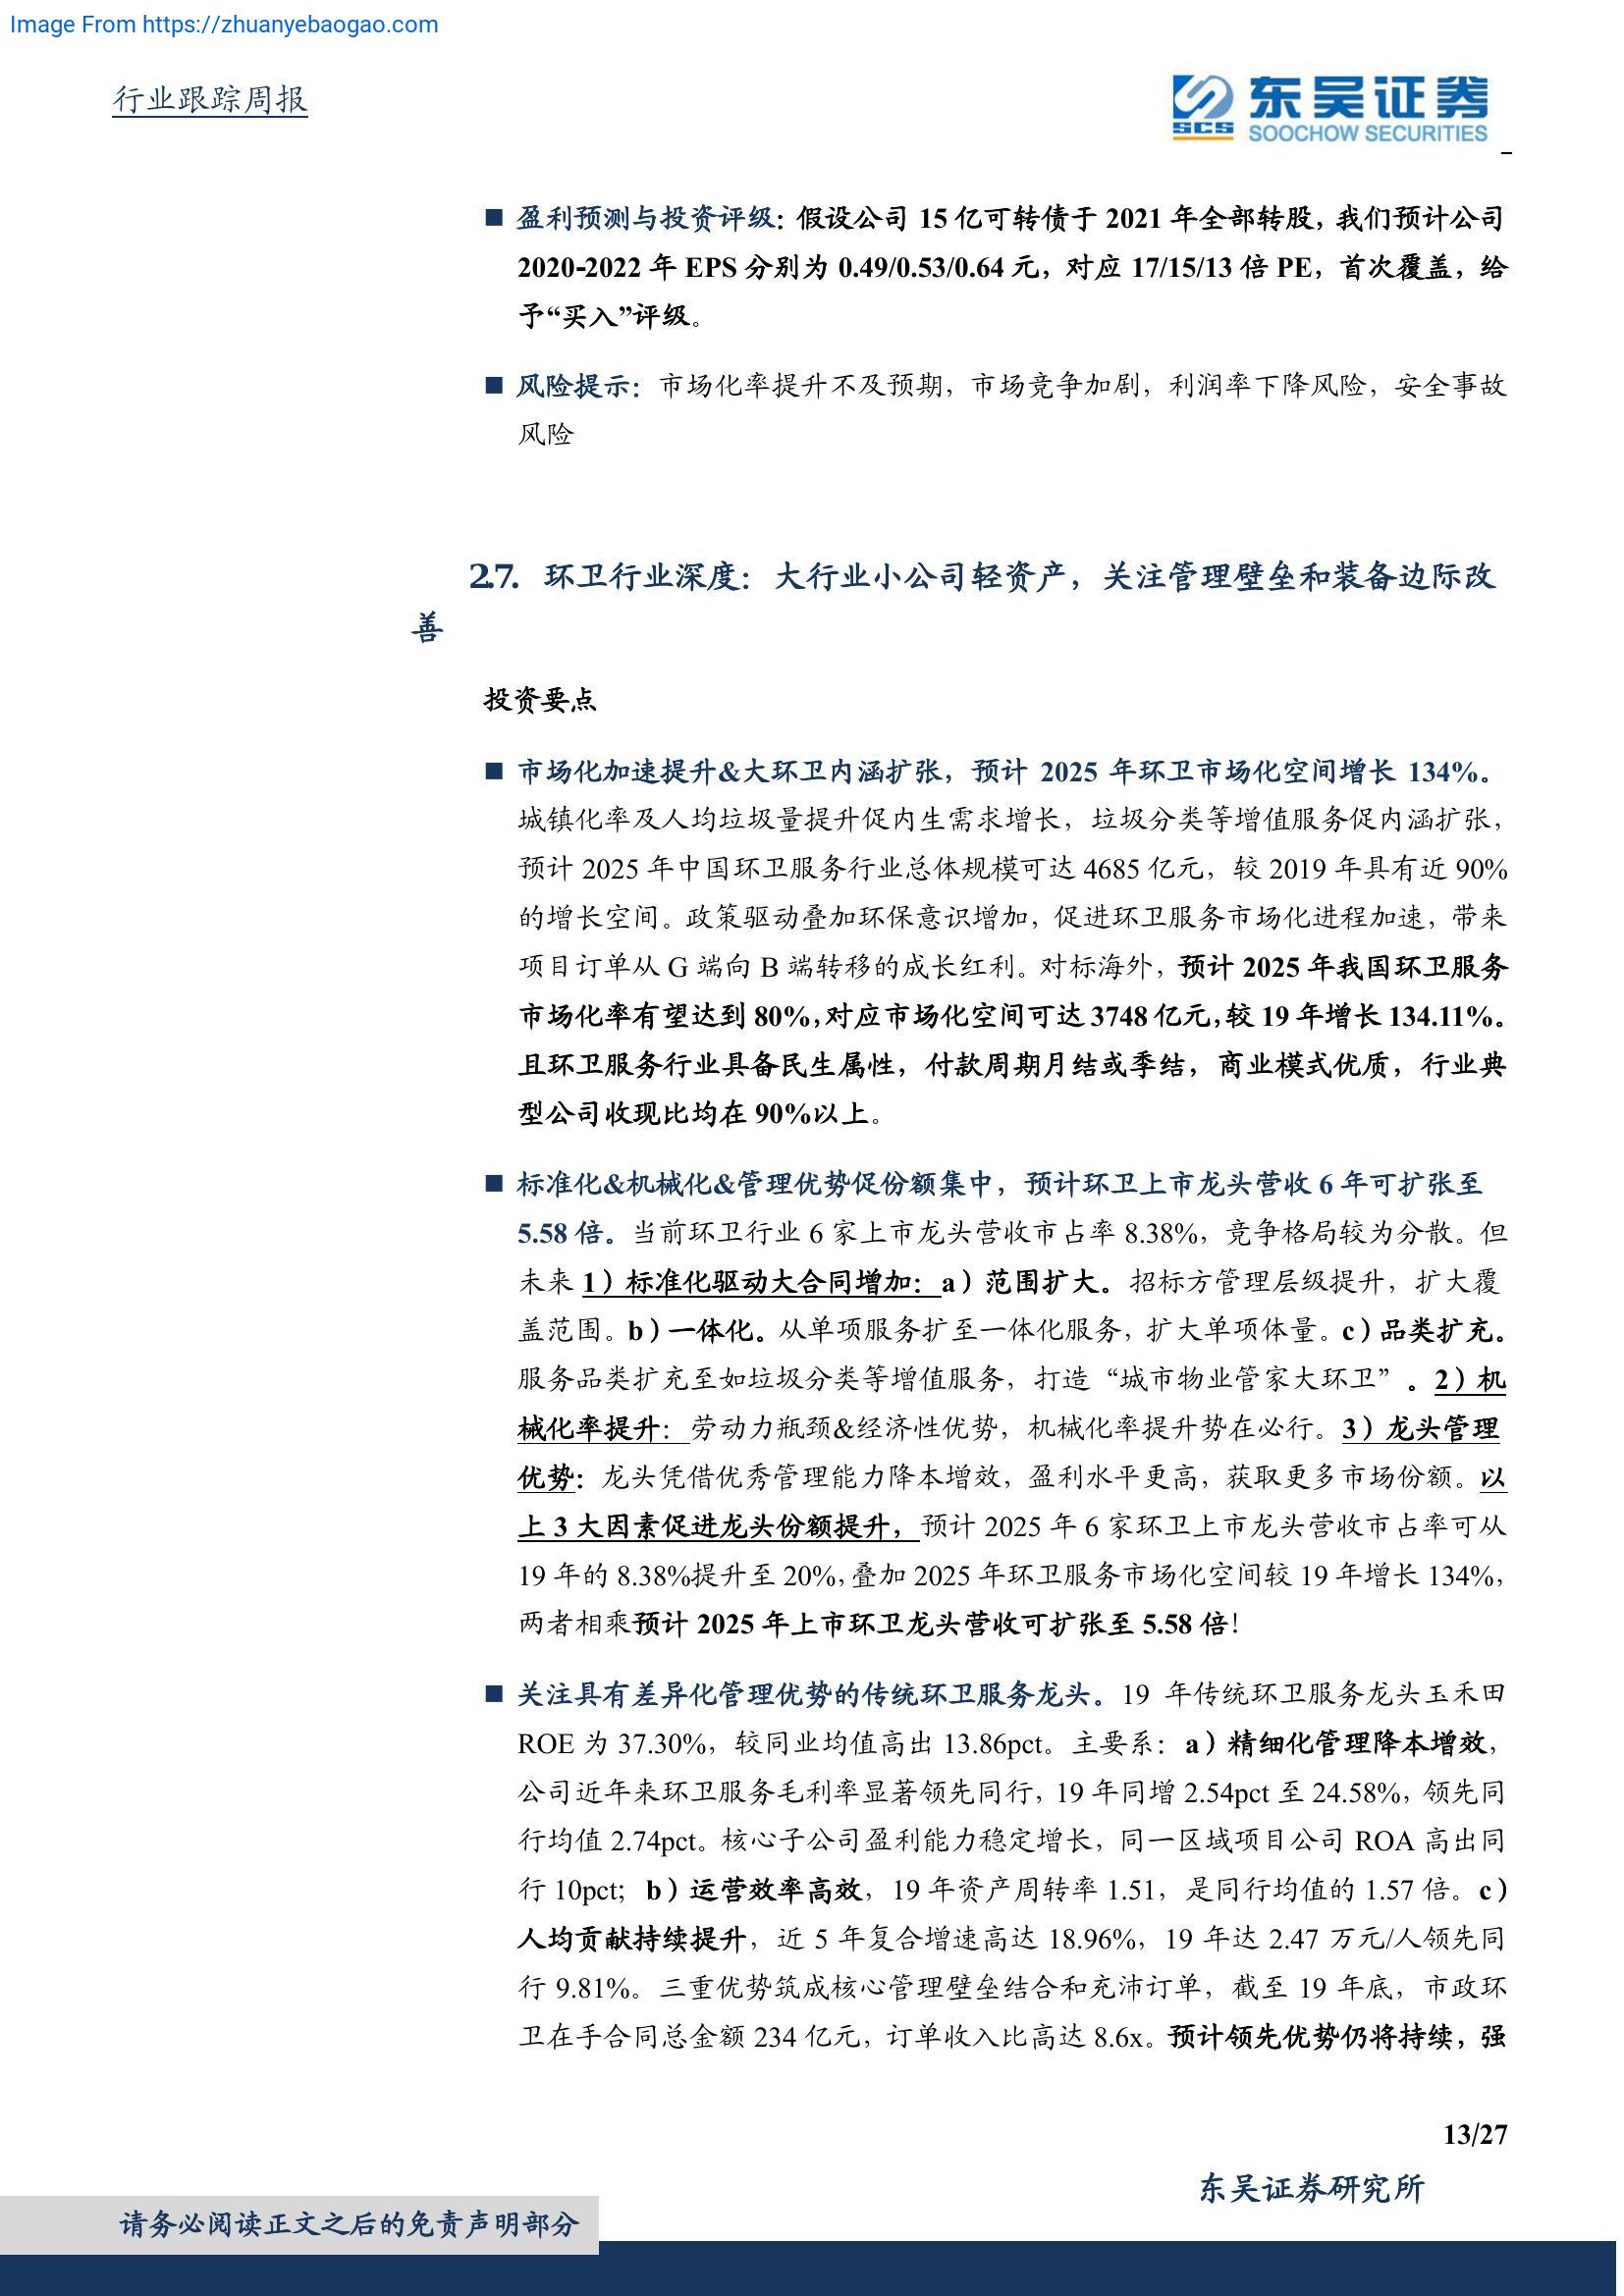 Image From https://zhuanyebaogao.com
行业跟踪周报
SCS
东吴证券
SOOCHOW SECURITIES
■ 盈利预测与投资评级：假设公司 15 亿可转债于 2021 年全部转股，我们预计公司
2020-2022 年 EPS 分别为 0.49/0.53/0.64 元，对应 17/15/13 倍 PE，首次覆盖，给
予“买入”评级。
■ 风险提示：市场化率提升不及预期，市场竞争加剧，利润率下降风险，安全事故
风险
2.7. 环卫行业深度：大行业小公司轻资产，关注管理壁垒和装备边际改
善
投资要点
■ 市场化加速提升&大环卫内涵扩张，预计 2025 年环卫市场化空间增长 134%。
城镇化率及人均垃圾量提升促内生需求增长，垃圾分类等增值服务促内涵扩张，
预计 2025 年中国环卫服务行业总体规模可达 4685 亿元，较 2019 年具有近 90%
的增长空间。政策驱动叠加环保意识增加，促进环卫服务市场化进程加速，带来
项目订单从 G 端向 B 端转移的成长红利。对标海外，预计 2025 年我国环卫服务
市场化率有望达到 80%，对应市场化空间可达 3748 亿元，较 19 年增长 134.11%。
且环卫服务行业具备民生属性，付款周期月结或季结，商业模式优质，行业典
型公司收现比均在 90%以上。
■ 标准化&机械化&管理优势促份额集中，预计环卫上市龙头营收 6 年可扩张至
5.58 倍。当前环卫行业 6 家上市龙头营收市占率 8.38%，竞争格局较为分散。但
未来 1）标准化驱动大合同增加：a）范围扩大。招标方管理层级提升，扩大覆
盖范围。b）一体化。从单项服务扩至一体化服务，扩大单项体量。c）品类扩充。
服务品类扩充至如垃圾分类等增值服务，打造“城市物业管家大环卫”。2）机
械化率提升：劳动力瓶颈&经济性优势，机械化率提升势在必行。3）龙头管理
优势：龙头凭借优秀管理能力降本增效，盈利水平更高，获取更多市场份额。以
上 3 大因素促进龙头份额提升，预计 2025 年 6 家环卫上市龙头营收市占率可从
19 年的 8.38%提升至 20%，叠加 2025 年环卫服务市场化空间较 19 年增长 134%，
两者相乘预计 2025 年上市环卫龙头营收可扩张至 5.58 倍！
■ 关注具有差异化管理优势的传统环卫服务龙头。19 年传统环卫服务龙头玉禾田
ROE 为 37.30%，较同业均值高出 13.86pct。主要系：a）精细化管理降本增效，
公司近年来环卫服务毛利率显著领先同行，19 年同增 2.54pct 至 24.58%，领先同
行均值 2.74pct。核心子公司盈利能力稳定增长，同一区域项目公司 ROA 高出同
行 10pct；b）运营效率高效，19 年资产周转率 1.51，是同行均值的 1.57 倍。c）
人均贡献持续提升，近 5 年复合增速高达 18.96%，19 年达 2.47 万元/人领先同
行 9.81%。三重优势筑成核心管理壁垒结合和充沛订单，截至 19 年底，市政环
卫在手合同总金额 234 亿元，订单收入比高达 8.6x。预计领先优势仍将持续，强
13/27
东吴证券研究所
请务必阅读正文之后的免责声明部分